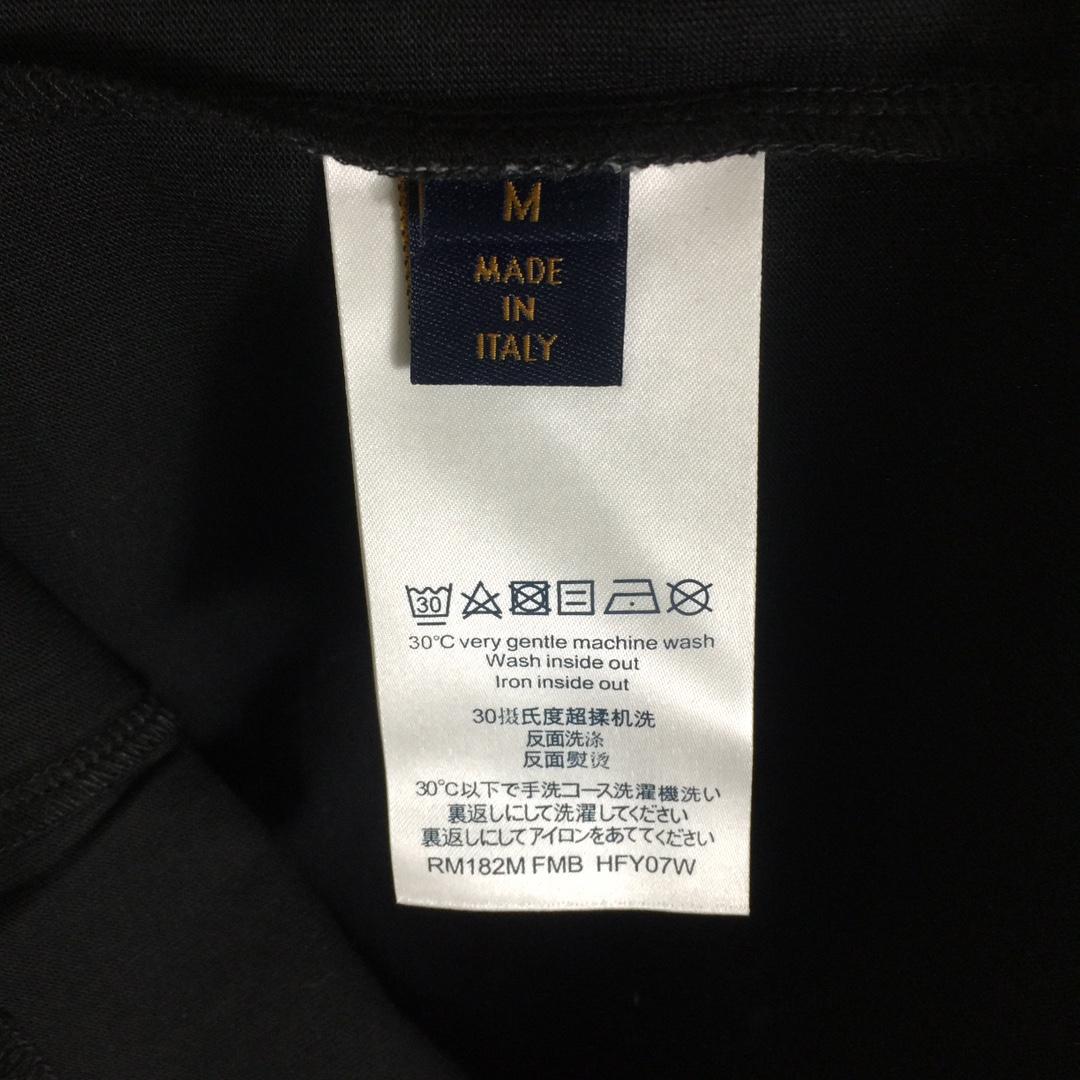 M
MADE
IN
ITALY
30
30℃ very gentle machine wash
Wash inside out
Iron inside out
30摄氏度超揉机洗
反面洗涤
反面熨烫
30℃以下で手洗コース洗濯機洗い
裏返しにして洗濯してください
裏返しにしてアイロンをあててください
RM182M FMB HFY07W